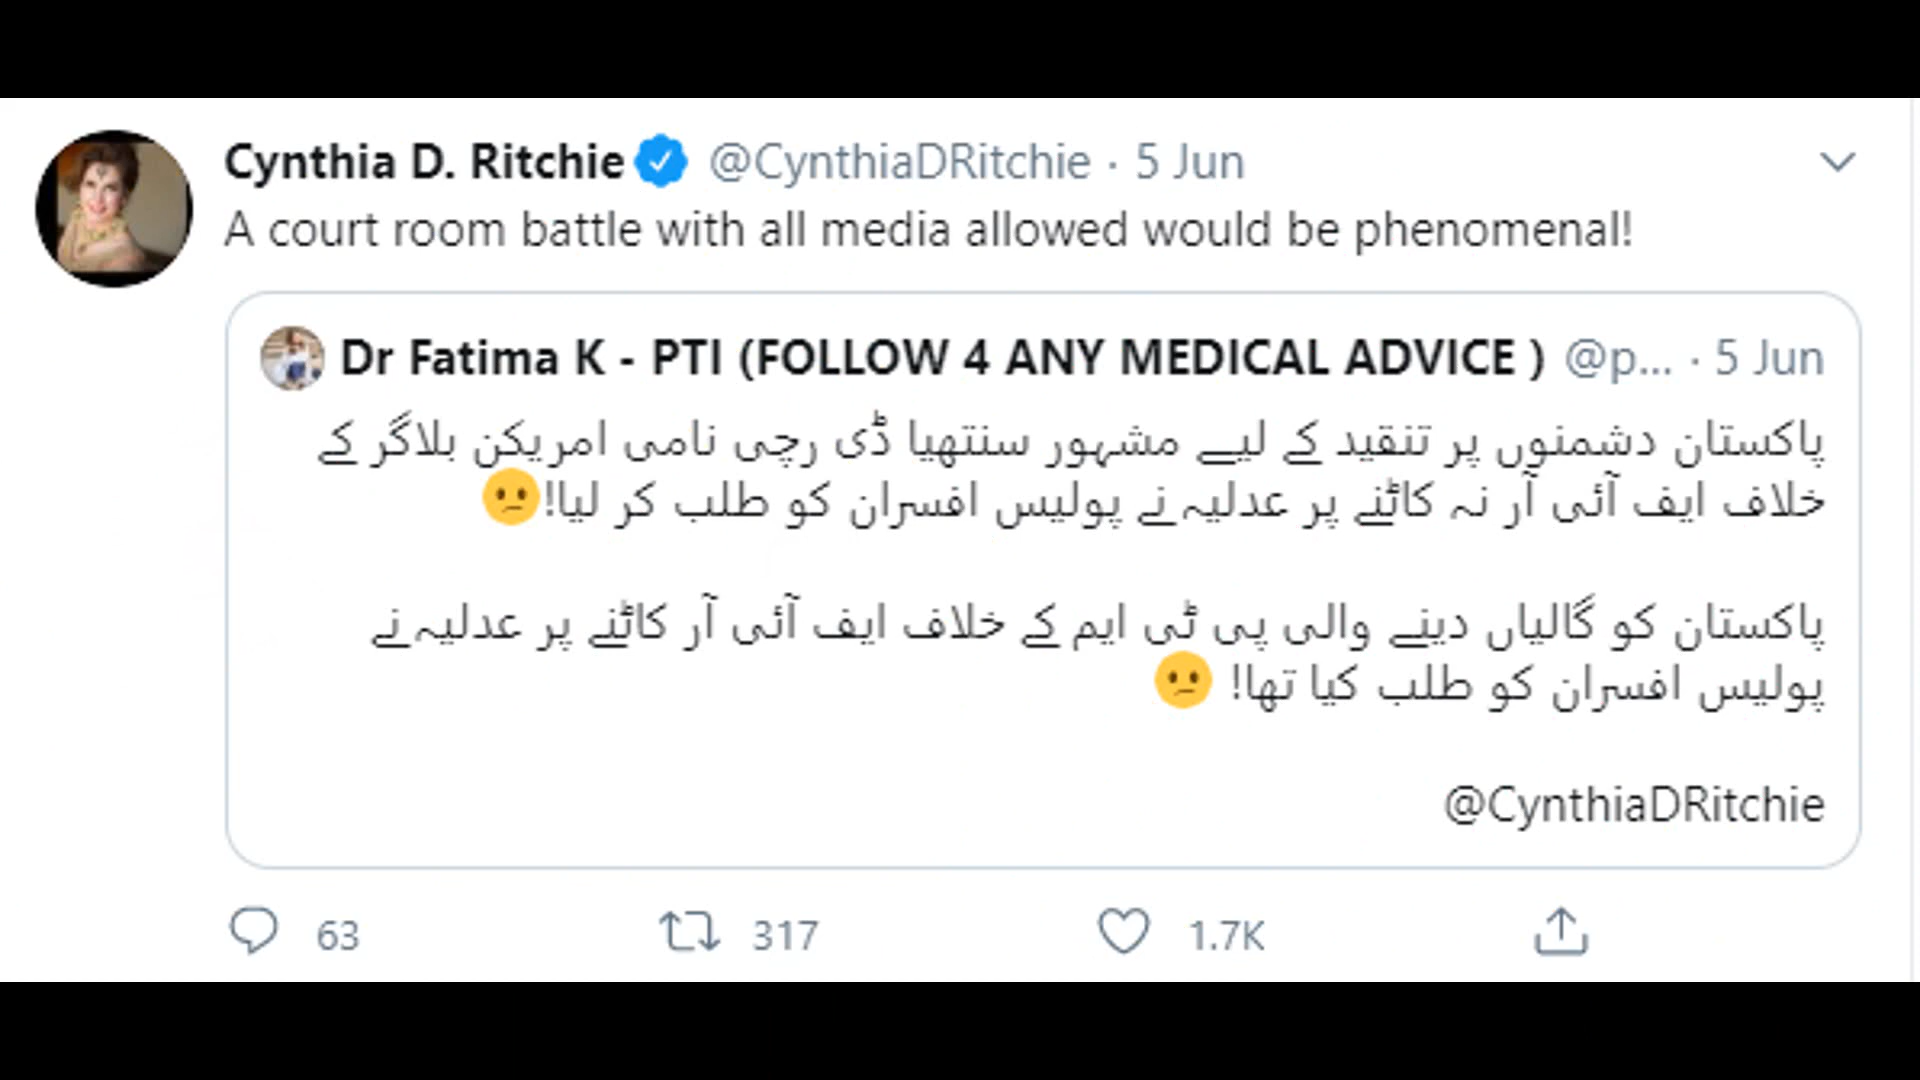 Cynthia D. Ritchie @CynthiaDRitchie · 5 Jun
A court room battle with all media allowed would be phenomenal!
Dr Fatima K - PTI (FOLLOW 4 ANY MEDICAL ADVICE ) @p... · 5 Jun
پاکستان دشمنوں پر تنقید کے لیے مشہور سنتھیا ڈی رچی نامی امریکن بلاگر کے
خلاف ایف آئی آر نہ کاٹنے پر عدلیہ نے پولیس افسران کو طلب کر لیا!😕
پاکستان کو گالیاں دینے والی پی ٹی ایم کے خلاف ایف آئی آر کاٹنے پر عدلیہ نے
پولیس افسران کو طلب کیا تھا! 😕
@CynthiaDRitchie
63 317 1.7K